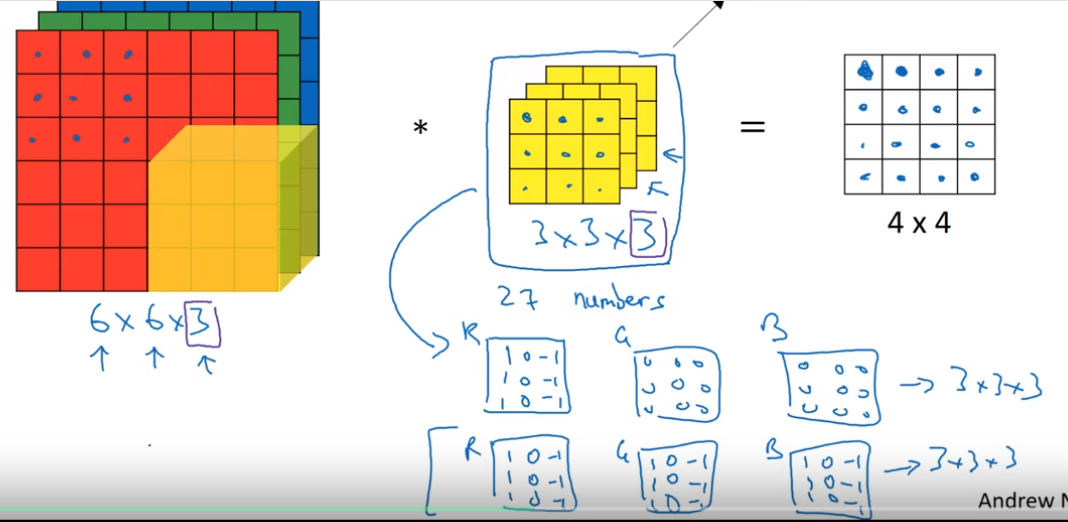 * =
3×3×3
4 x 4
6×6×3
27 numbers
R G B
1 0 -1 0 0 0 0 0 0
1 0 -1 0 0 0 0 0 0 → 3×3×3
1 0 -1 0 0 0 0 0 0
R G B
1 0 -1 1 0 -1 1 0 -1
1 0 -1 1 0 -1 1 0 -1 → 3×3×3
1 0 -1 1 0 -1 1 0 -1
Andrew N